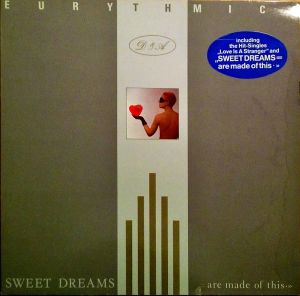 EURYTHMIC
D&A
including
the Hit-Singles
„Love Is A Stranger" and
„SWEET DREAMS =
are made of this · »
SWEET DREAMS
are made of this ·»